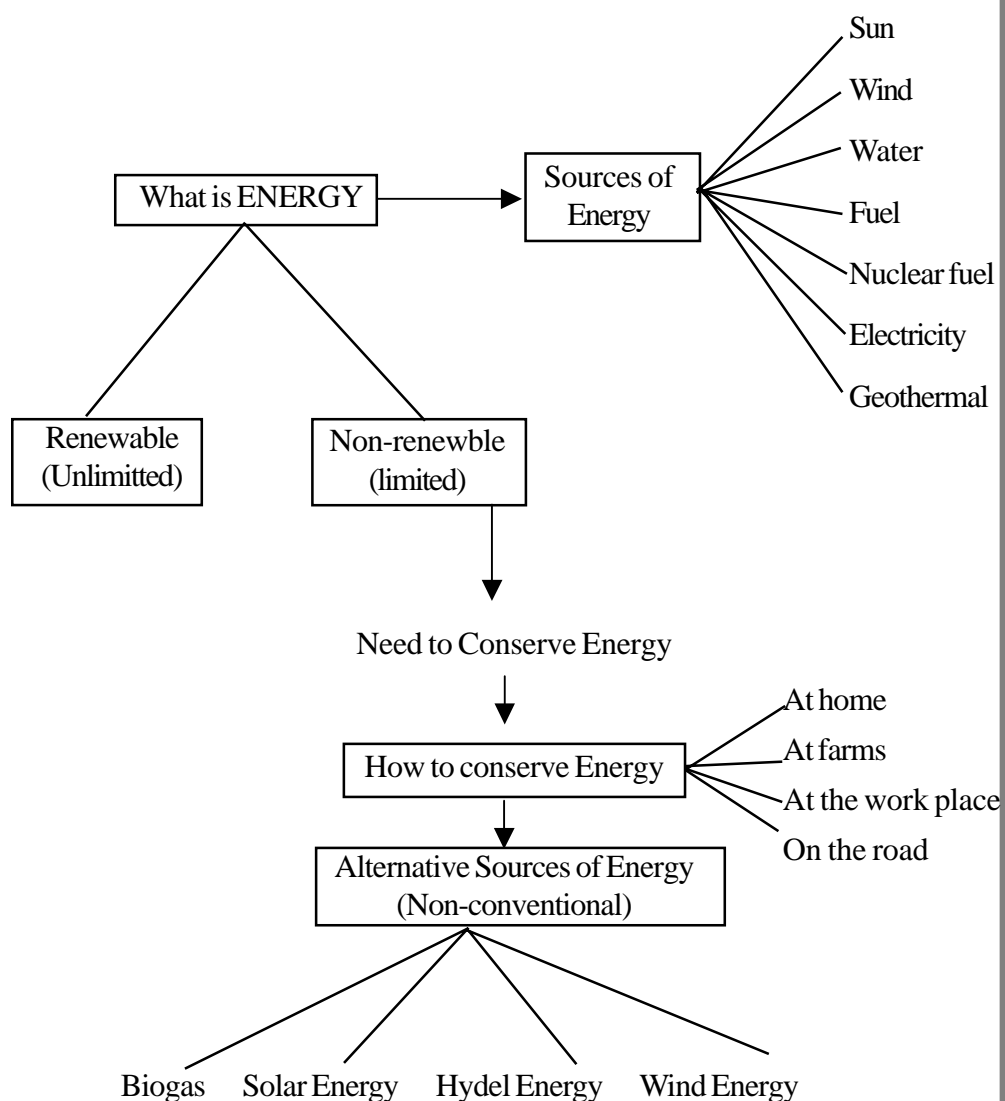 Sun
Wind
Water
Fuel
Nuclear fuel
Electricity
Geothermal
Sources of
Energy
What is ENERGY
Renewable
(Unlimitted)
Non-renewble
(limited)
Need to Conserve Energy
How to conserve Energy
At home
At farms
At the work place
On the road
Alternative Sources of Energy
(Non-conventional)
Biogas
Solar Energy
Hydel Energy
Wind Energy